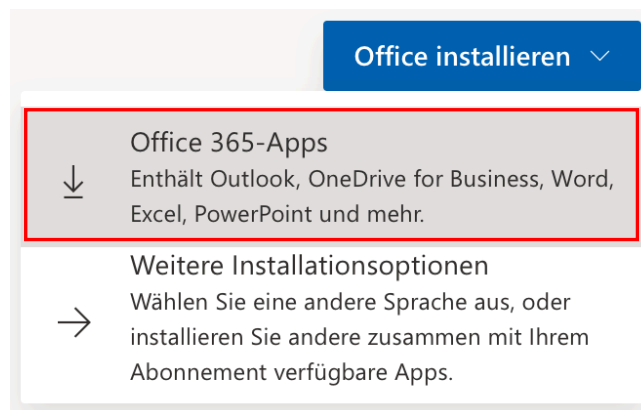 Office installieren
Office 365-Apps
Enthält Outlook, OneDrive for Business, Word,
Excel, PowerPoint und mehr.
Weitere Installationsoptionen
Wählen Sie eine andere Sprache aus, oder
installieren Sie andere zusammen mit Ihrem
Abonnement verfügbare Apps.